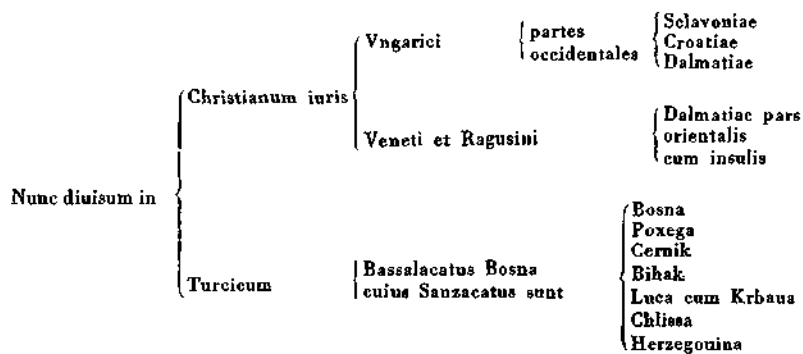 Nunc diuisum in
Christianum iuris
Vngarici
partes
occidentales
Sclavoniae
Croatiae
Dalmatiae
Veneti et Ragusini
Dalmatiae pars
orientalis
cum insulis
Turcicum
Bassalacatus Bosna
cuius Sanzacatus sunt
Bosna
Poxega
Cernik
Bihak
Luca cum Krbaua
Chlissa
Herzegouina